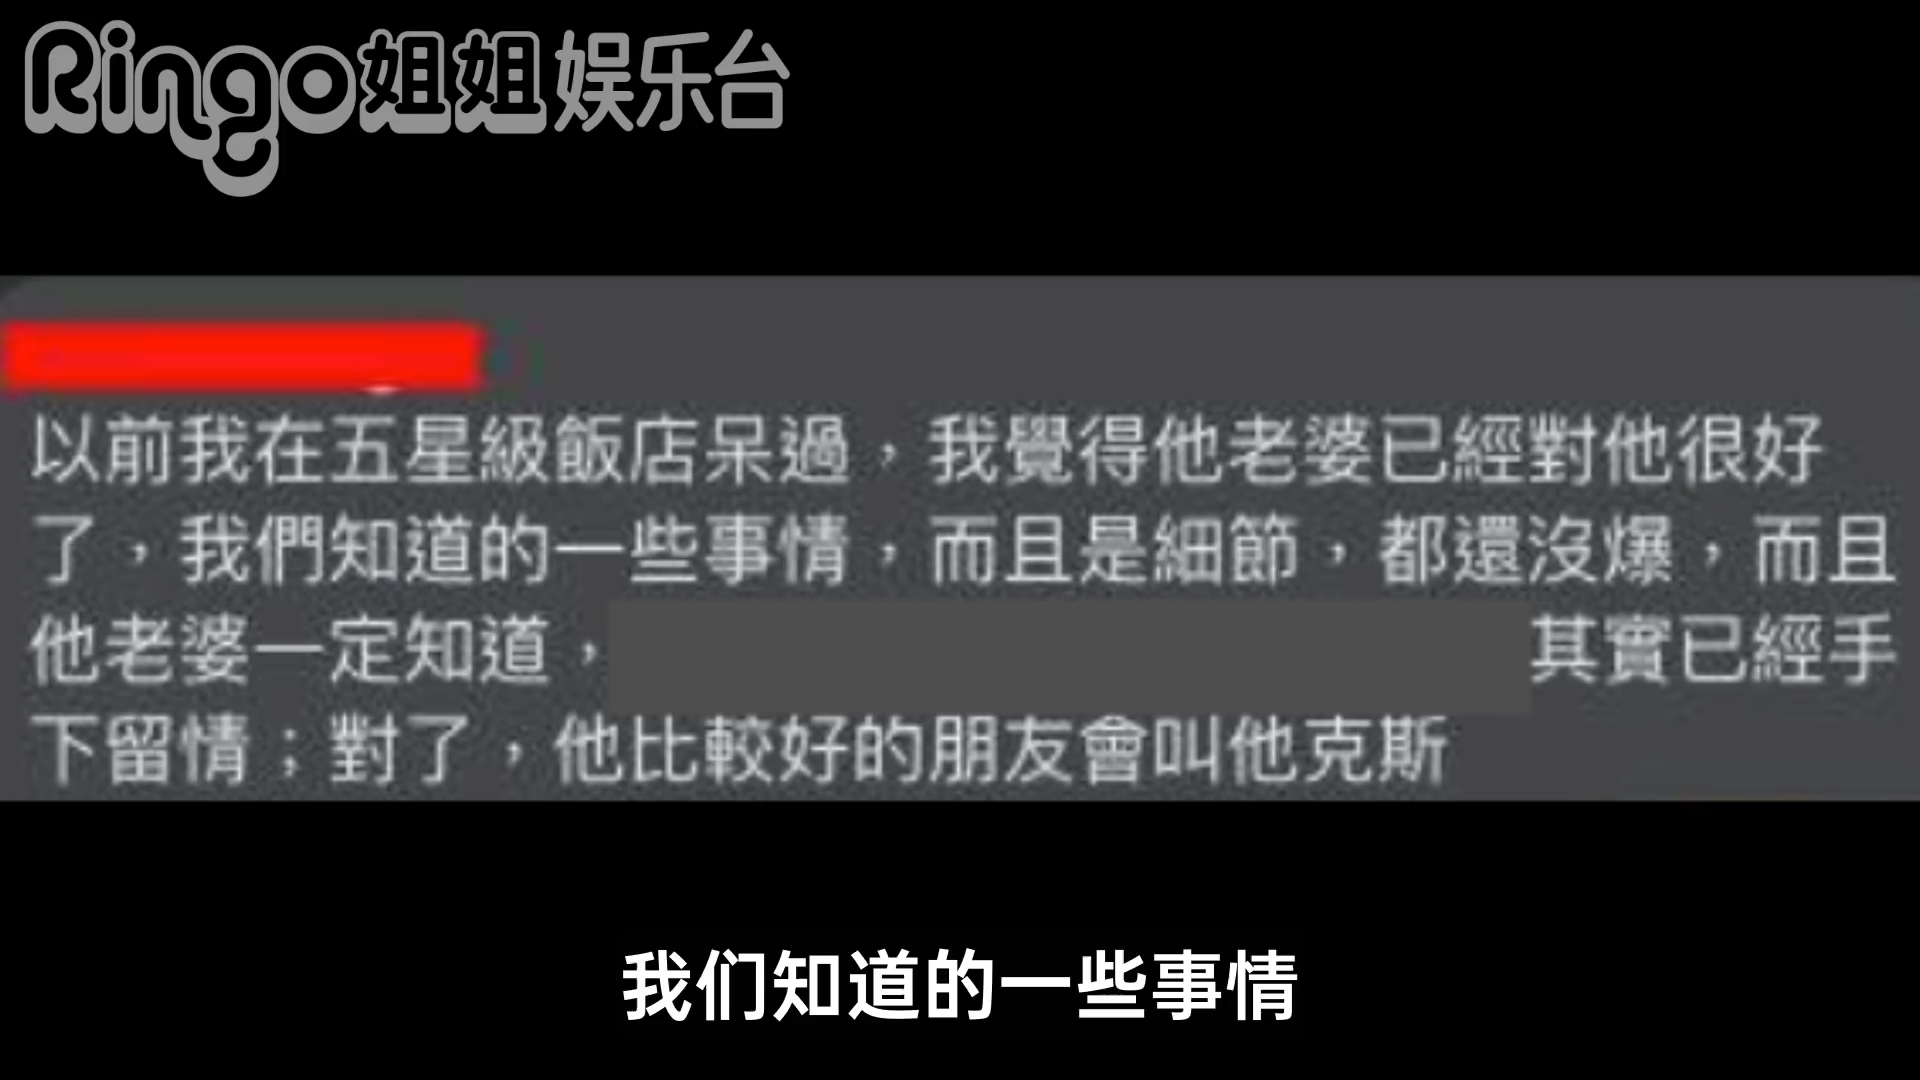 Ringo姐姐娱乐台
以前我在五星級飯店呆過，我覺得他老婆已經對他很好
了，我們知道的一些事情，而且是細節，都還沒爆，而且
他老婆一定知道，其實已經手
下留情；對了，他比較好的朋友會叫他克斯
我们知道的一些事情